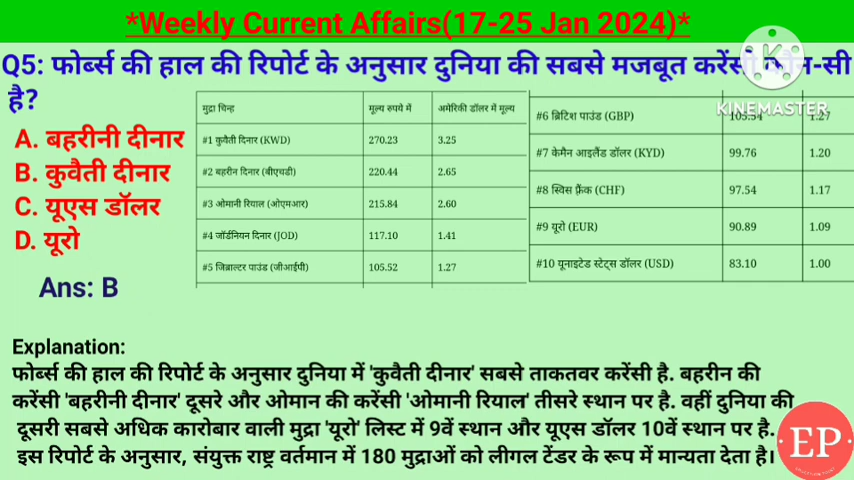 *Weekly Current Affairs(17-25 Jan 2024)*
Q5: फोर्ब्स की हाल की रिपोर्ट के अनुसार दुनिया की सबसे मजबूत करेंसी कौन-सी
है?
A. बहरीनी दीनार
B. कुवैती दीनार
C. यूएस डॉलर
D. यूरो
Ans: B
मुद्रा चिन्ह मूल्य रुपये में अमेरिकी डॉलर में मूल्य
#1 कुवैती दिनार (KWD) 270.23 3.25
#2 बहरीन दिनार (बीएचडी) 220.44 2.65
#3 ओमानी रियाल (ओएमआर) 215.84 2.60
#4 जॉर्डनियन दिनार (JOD) 117.10 1.41
#5 जिब्राल्टर पाउंड (जीआईपी) 105.52 1.27
#6 ब्रिटिश पाउंड (GBP) 105.54 1.27
#7 केमैन आइलैंड डॉलर (KYD) 99.76 1.20
#8 स्विस फ़्रैंक (CHF) 97.54 1.17
#9 यूरो (EUR) 90.89 1.09
#10 यूनाइटेड स्टेट्स डॉलर (USD) 83.10 1.00
KINEMASTER
Explanation:
फोर्ब्स की हाल की रिपोर्ट के अनुसार दुनिया में 'कुवैती दीनार' सबसे ताकतवर करेंसी है. बहरीन की
करेंसी 'बहरीनी दीनार' दूसरे और ओमान की करेंसी 'ओमानी रियाल' तीसरे स्थान पर है. वहीं दुनिया की
दूसरी सबसे अधिक कारोबार वाली मुद्रा 'यूरो' लिस्ट में 9वें स्थान और यूएस डॉलर 10वें स्थान पर है.
इस रिपोर्ट के अनुसार, संयुक्त राष्ट्र वर्तमान में 180 मुद्राओं को लीगल टेंडर के रूप में मान्यता देता है।
EP